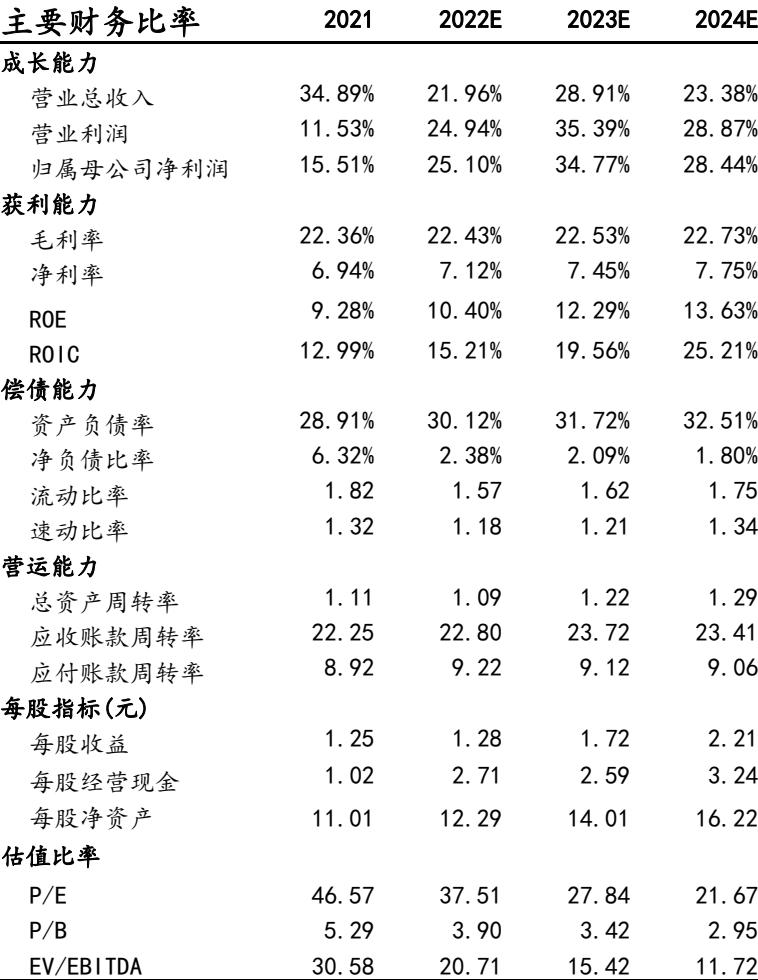 主要财务比率 2021 2022E 2023E 2024E
成长能力
营业总收入 34.89% 21.96% 28.91% 23.38%
营业利润 11.53% 24.94% 35.39% 28.87%
归属母公司净利润 15.51% 25.10% 34.77% 28.44%
获利能力
毛利率 22.36% 22.43% 22.53% 22.73%
净利率 6.94% 7.12% 7.45% 7.75%
ROE 9.28% 10.40% 12.29% 13.63%
ROIC 12.99% 15.21% 19.56% 25.21%
偿债能力
资产负债率 28.91% 30.12% 31.72% 32.51%
净负债比率 6.32% 2.38% 2.09% 1.80%
流动比率 1.82 1.57 1.62 1.75
速动比率 1.32 1.18 1.21 1.34
营运能力
总资产周转率 1.11 1.09 1.22 1.29
应收账款周转率 22.25 22.80 23.72 23.41
应付账款周转率 8.92 9.22 9.12 9.06
每股指标(元)
每股收益 1.25 1.28 1.72 2.21
每股经营现金 1.02 2.71 2.59 3.24
每股净资产 11.01 12.29 14.01 16.22
估值比率
P/E 46.57 37.51 27.84 21.67
P/B 5.29 3.90 3.42 2.95
EV/EBITDA 30.58 20.71 15.42 11.72